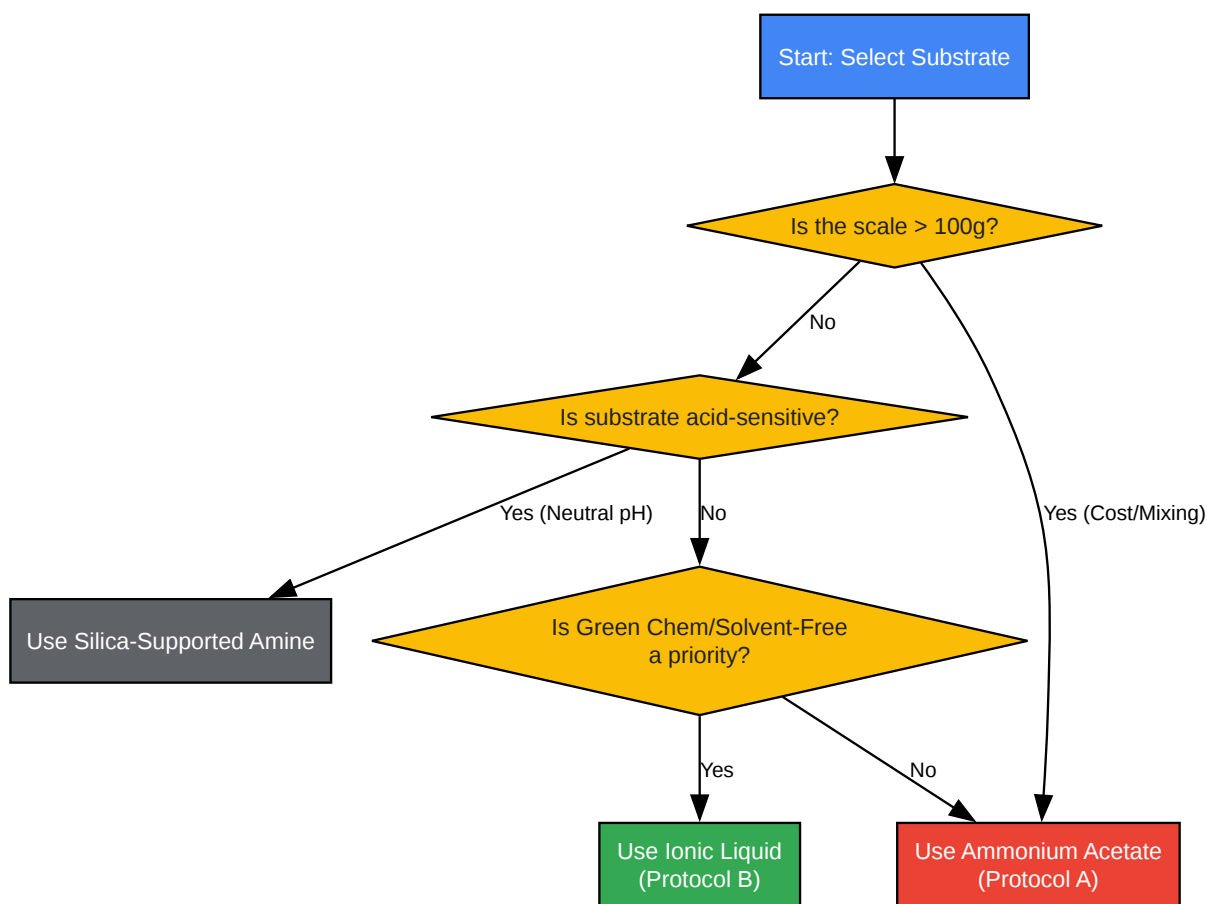 Start: Select Substrate
Is the scale > 100g?
No
Is substrate acid-sensitive?
Yes (Neutral pH)
No
Yes (Cost/Mixing)
Use Silica-Supported Amine
Is Green Chem/Solvent-Free
a priority?
Yes
No
Use Ionic Liquid
(Protocol B)
Use Ammonium Acetate
(Protocol A)